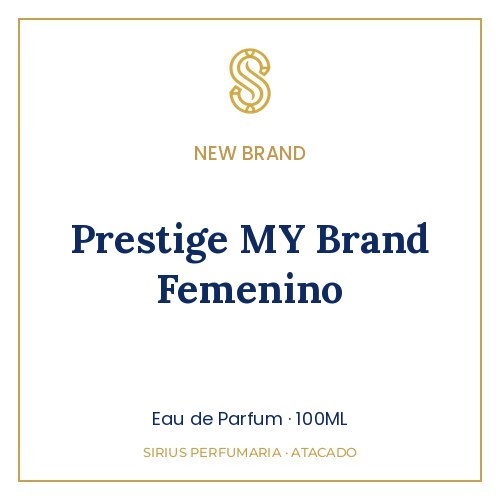 NEW BRAND
Prestige MY Brand
Femenino
Eau de Parfum · 100ML
SIRIUS PERFUMARIA · ATACADO